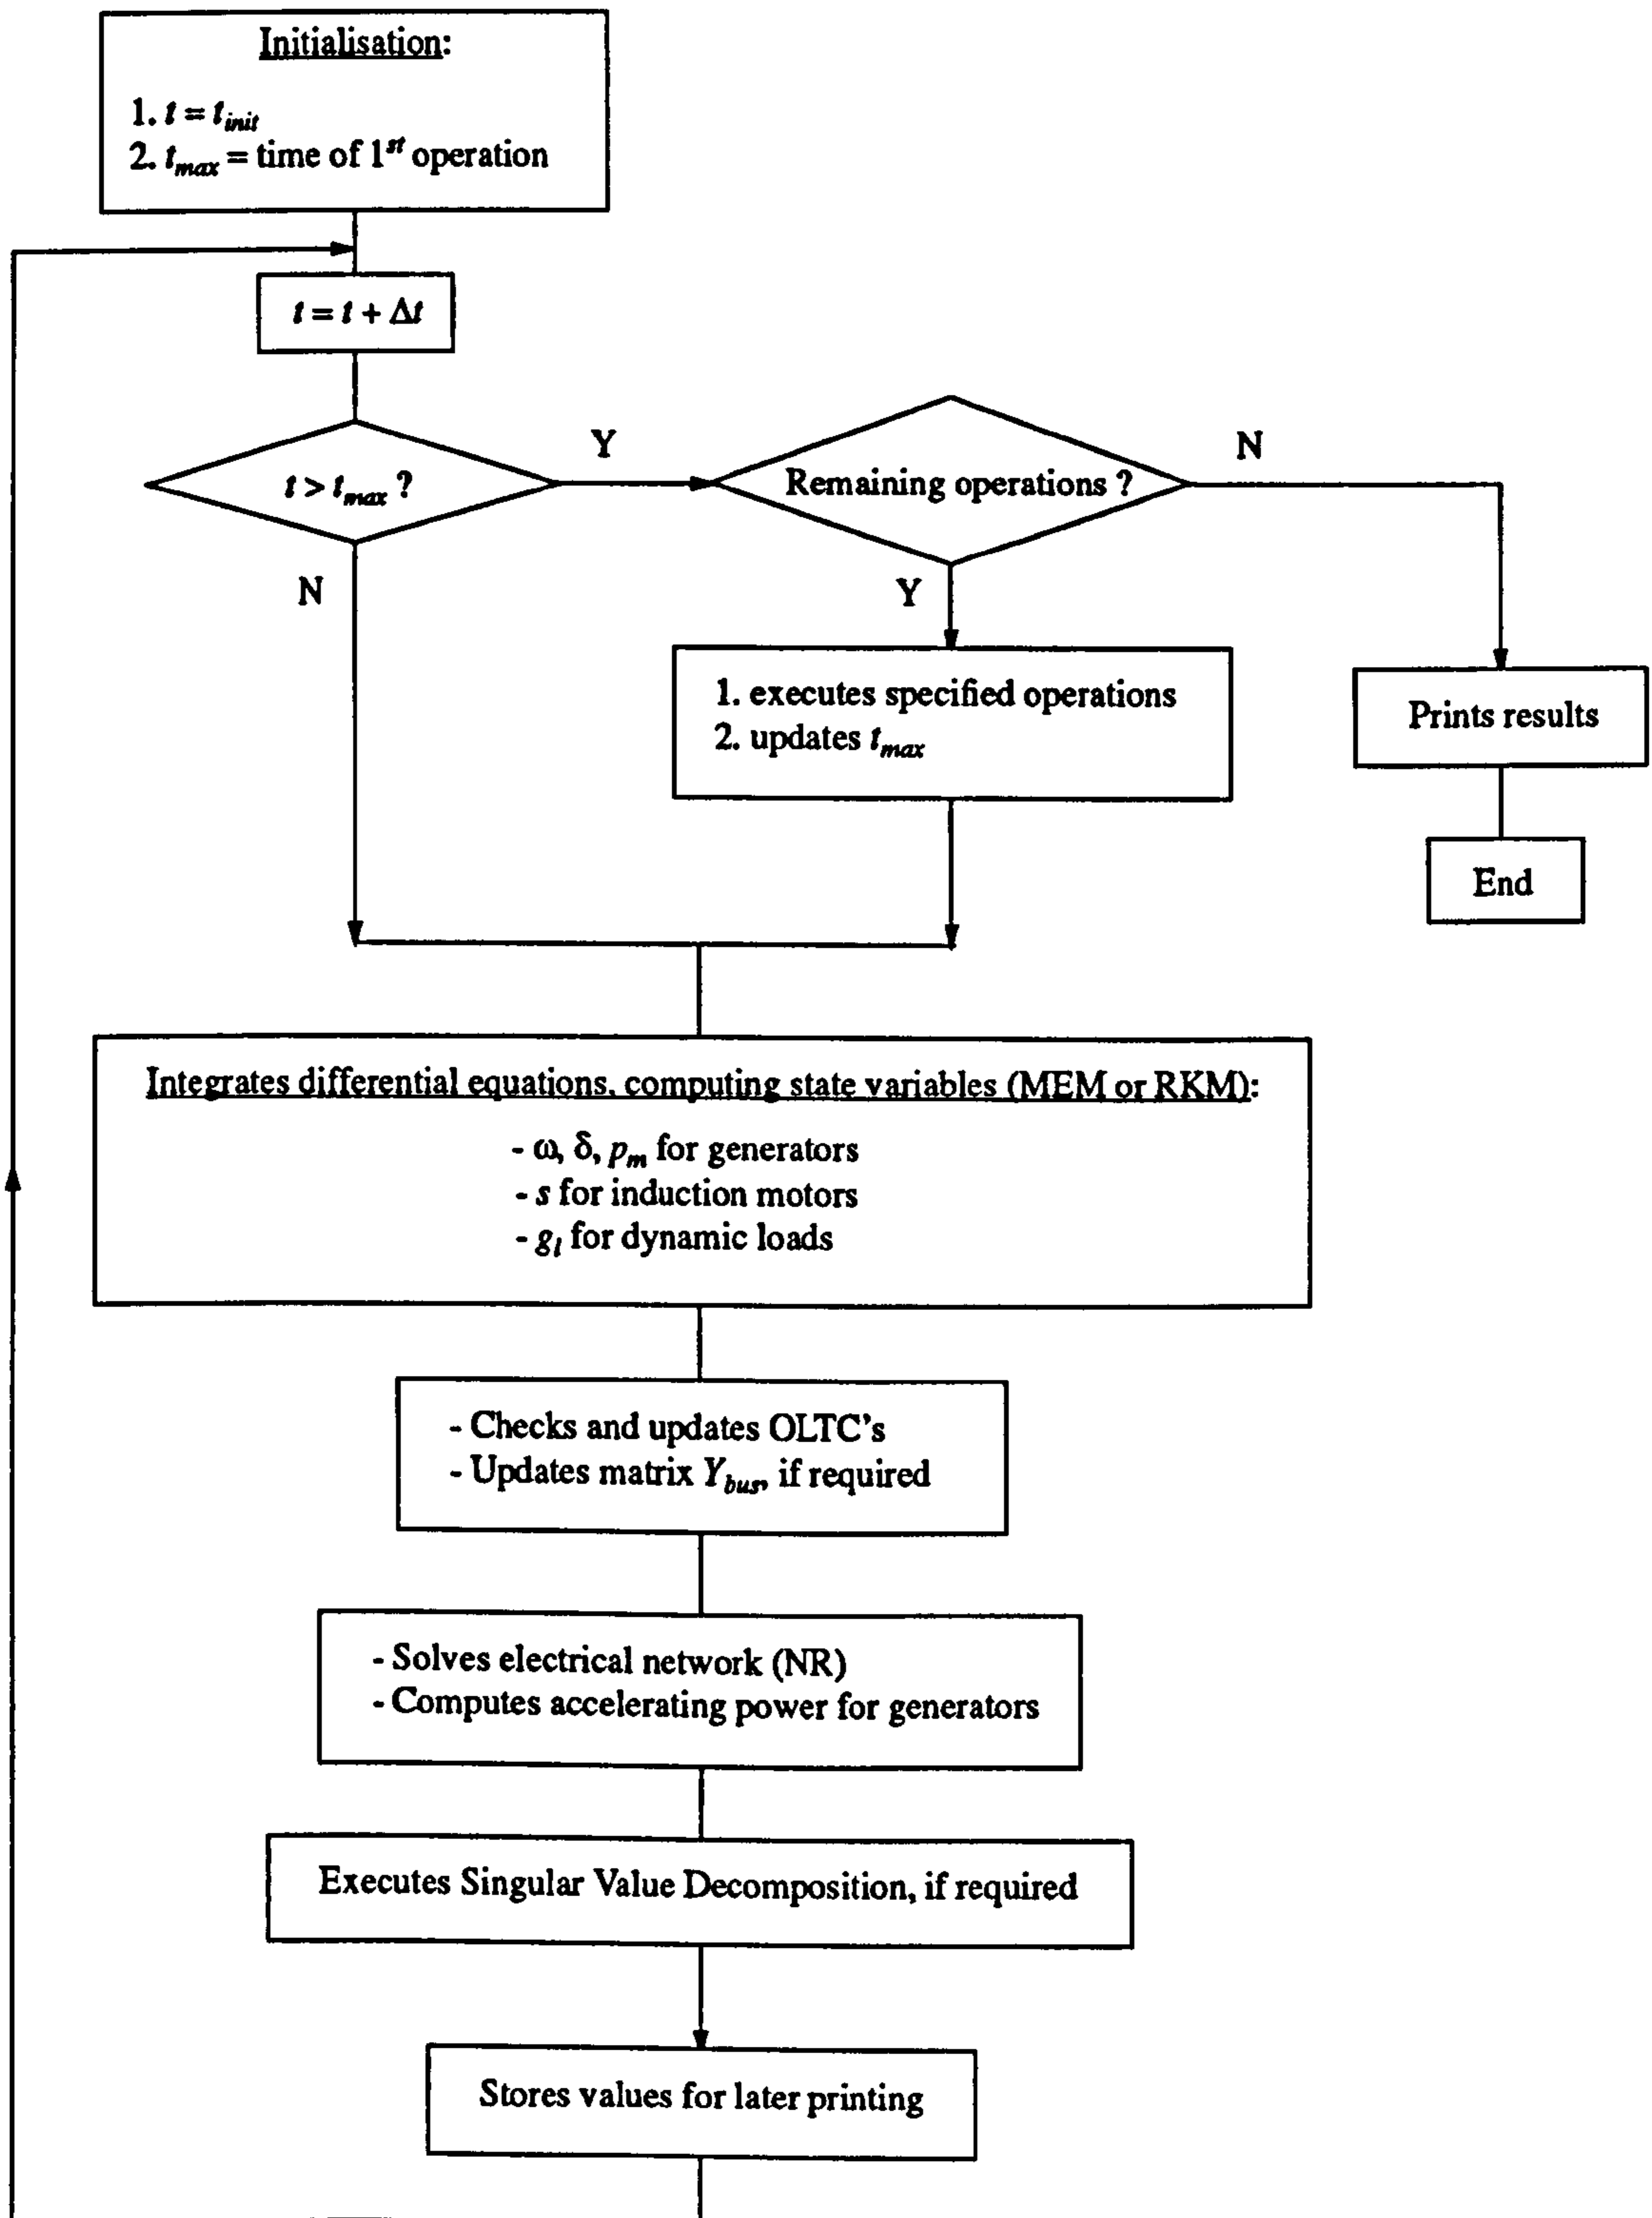 Initialisation:
1. t = t_init
2. t_max = time of 1st operation
t = t + Δt
t > t_max ?
Y
Remaining operations ?
N
N
Y
1. executes specified operations
2. updates t_max
Prints results
End
Integrates differential equations, computing state variables (MEM or RKM):
- ω, δ, p_m for generators
- s for induction motors
- g_l for dynamic loads
- Checks and updates OLTC's
- Updates matrix Y_bus, if required
- Solves electrical network (NR)
- Computes accelerating power for generators
Executes Singular Value Decomposition, if required
Stores values for later printing